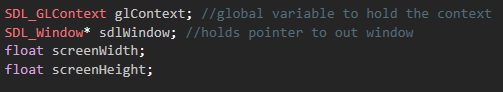 SDL_GLContext glContext; //global variable to hold the context
SDL_Window* sdlWindow; //holds pointer to out window
float screenWidth;
float screenHeight;